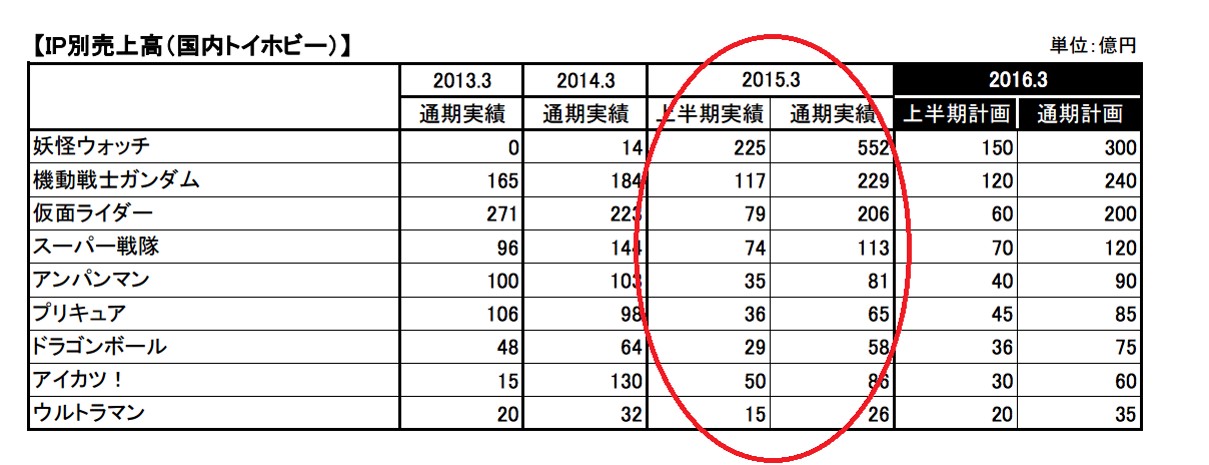 【IP別売上高(国内トイホビー)】 単位:億円
2013.3 2014.3 2015.3 2016.3
通期実績 通期実績 上半期実績 通期実績 上半期計画 通期計画
妖怪ウォッチ 0 14 225 552 150 300
機動戦士ガンダム 165 184 117 229 120 240
仮面ライダー 271 223 79 206 60 200
スーパー戦隊 96 144 74 113 70 120
アンパンマン 100 103 35 81 40 90
プリキュア 106 98 36 65 45 85
ドラゴンボール 48 64 29 58 36 75
アイカツ! 15 130 50 86 30 60
ウルトラマン 20 32 15 26 20 35